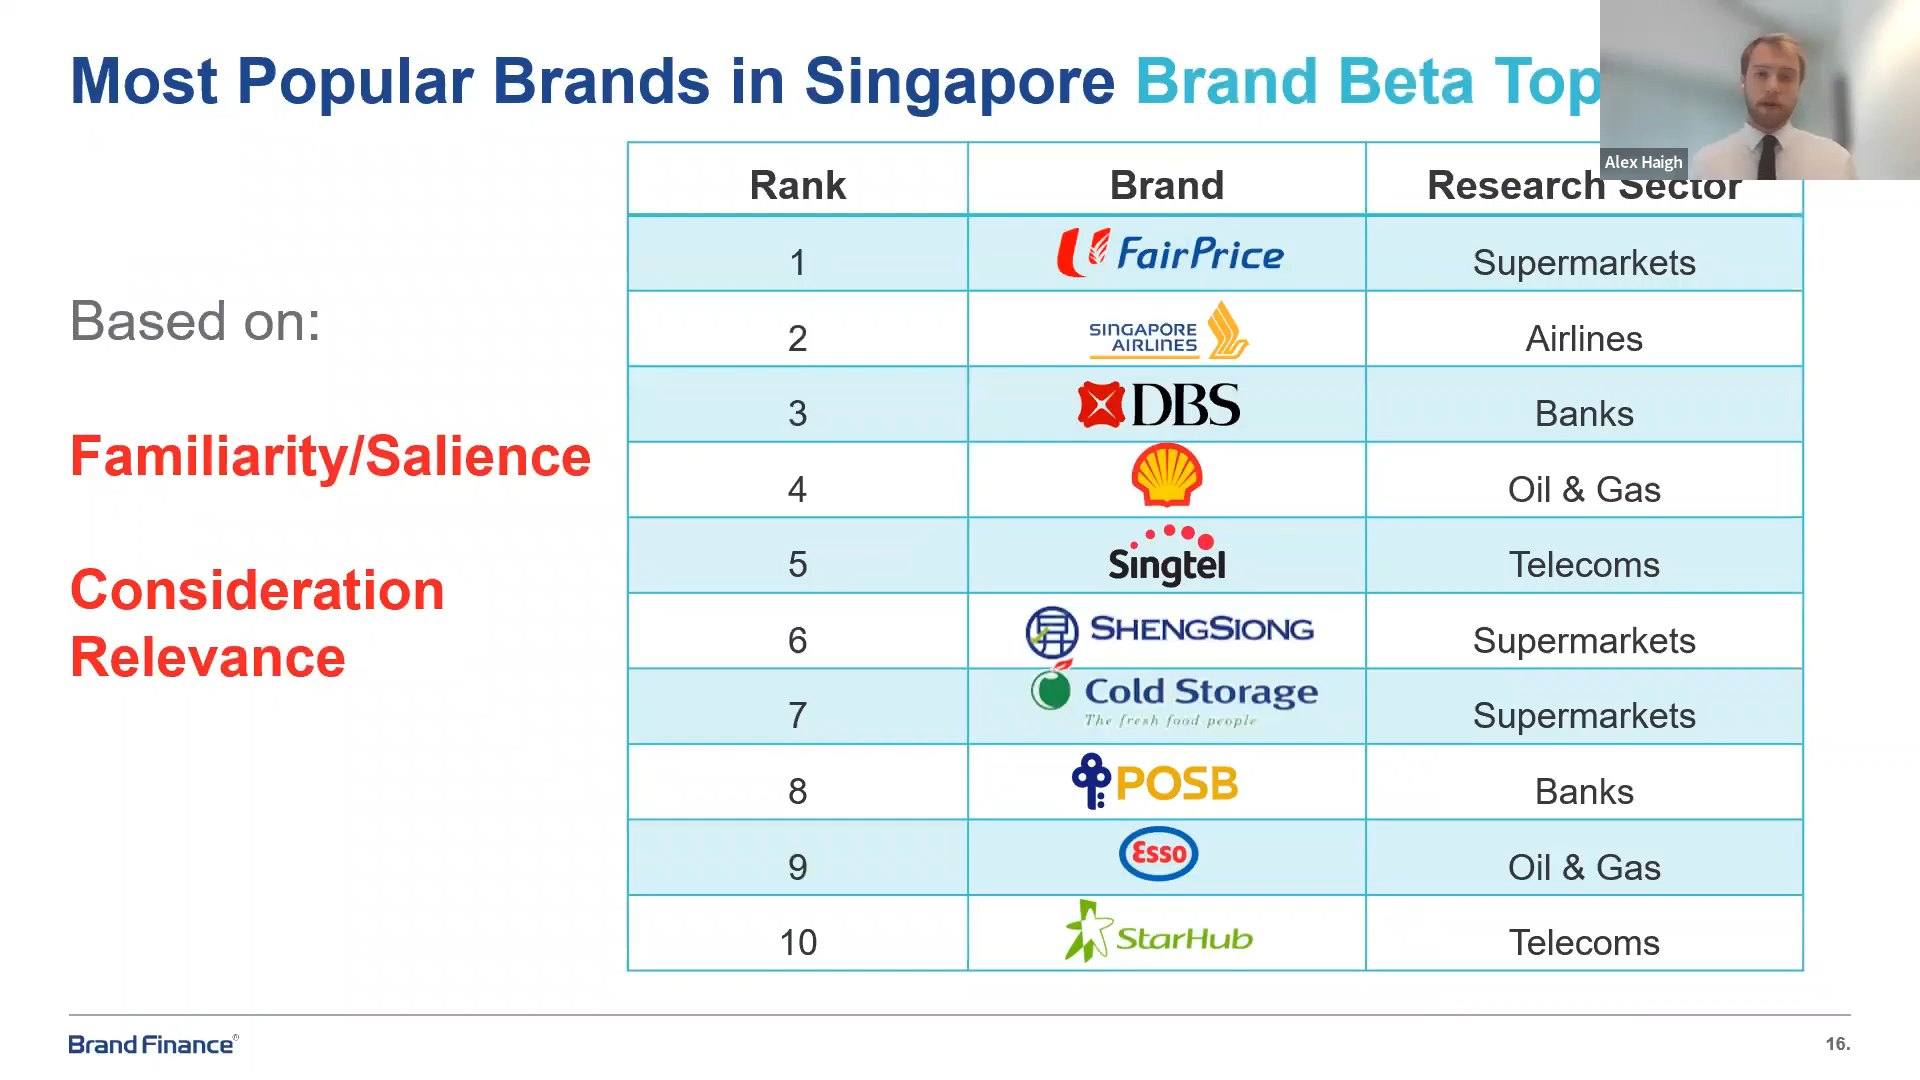 Most Popular Brands in Singapore Brand Beta Top
Alex Haigh
Rank Brand Research Sector
1 FairPrice Supermarkets
2 SINGAPORE AIRLINES Airlines
3 DBS Banks
4 Oil & Gas
5 Singtel Telecoms
6 SHENGSIONG Supermarkets
7 Cold Storage The fresh food people Supermarkets
8 POSB Banks
9 Esso Oil & Gas
10 StarHub Telecoms
Based on:
Familiarity/Salience
Consideration
Relevance
Brand Finance®
16.